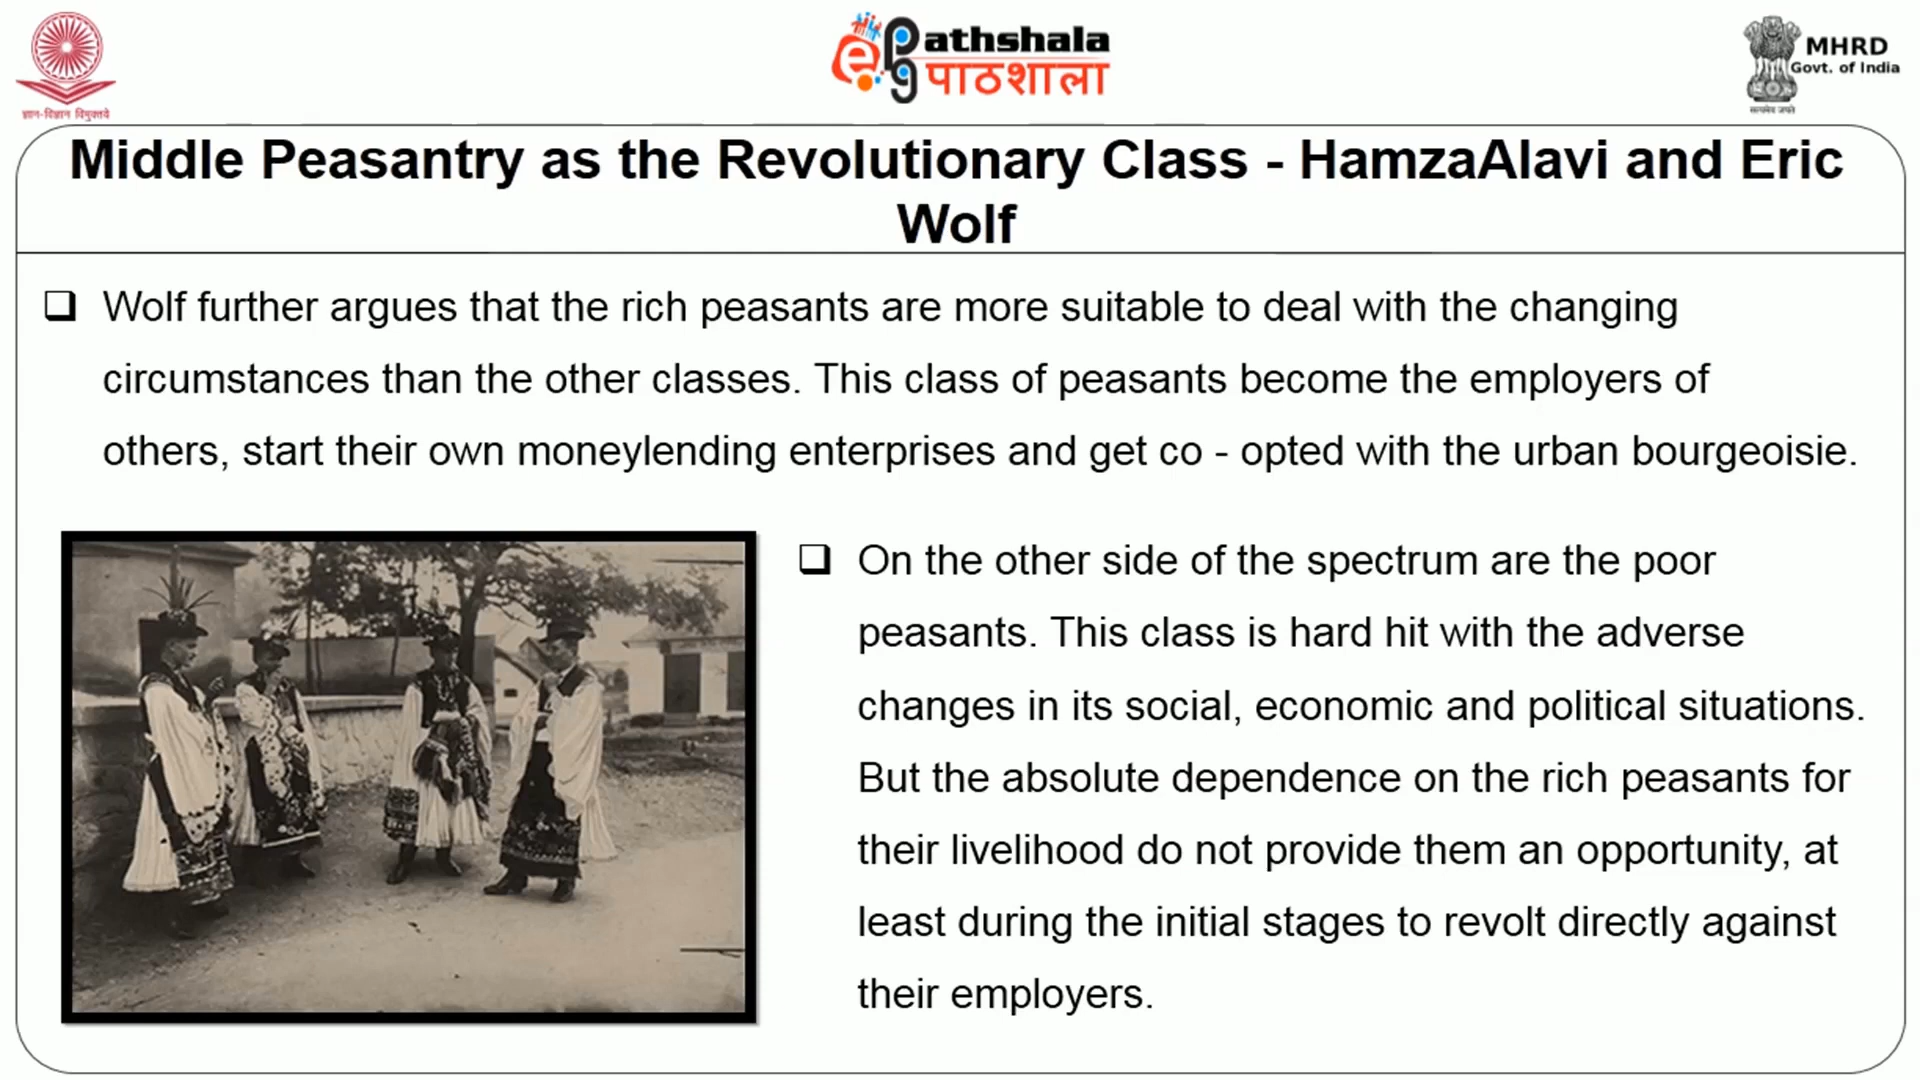 ज्ञान-विज्ञान विमुक्तये
epg
athshala
पाठशाला
MHRD
Govt. of India
सत्यमेव जयते
Middle Peasantry as the Revolutionary Class - HamzaAlavi and Eric
Wolf
Wolf further argues that the rich peasants are more suitable to deal with the changing
circumstances than the other classes. This class of peasants become the employers of
others, start their own moneylending enterprises and get co - opted with the urban bourgeoisie.
On the other side of the spectrum are the poor
peasants. This class is hard hit with the adverse
changes in its social, economic and political situations.
But the absolute dependence on the rich peasants for
their livelihood do not provide them an opportunity, at
least during the initial stages to revolt directly against
their employers.